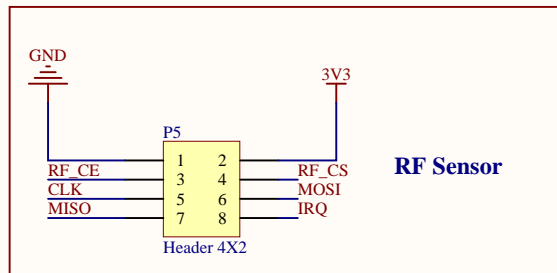 GND
3V3
P5
1 2
RF_CE 3 4 RF_CS
CLK 5 6 MOSI
MISO 7 8 IRQ
Header 4X2
RF Sensor